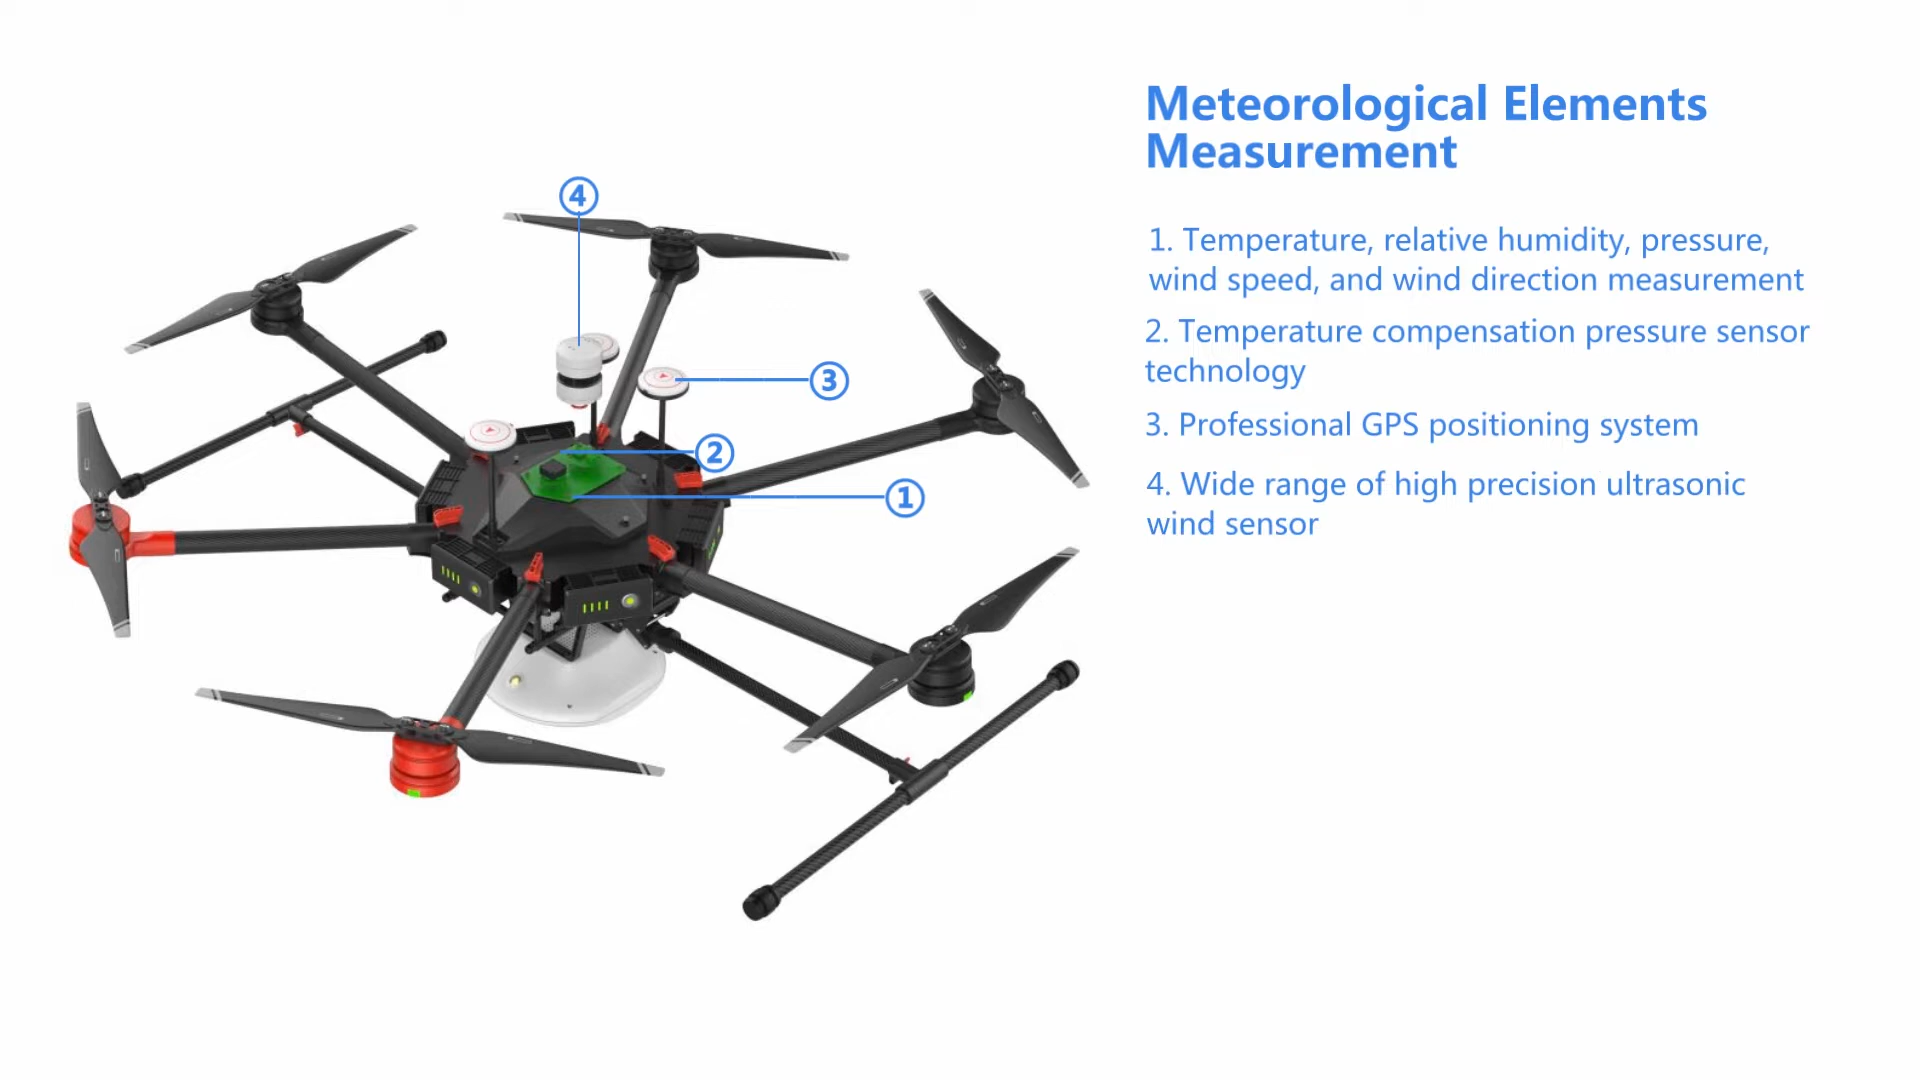 Meteorological Elements
Measurement
④
③
②
①
1. Temperature, relative humidity, pressure,
wind speed, and wind direction measurement
2. Temperature compensation pressure sensor
technology
3. Professional GPS positioning system
4. Wide range of high precision ultrasonic
wind sensor